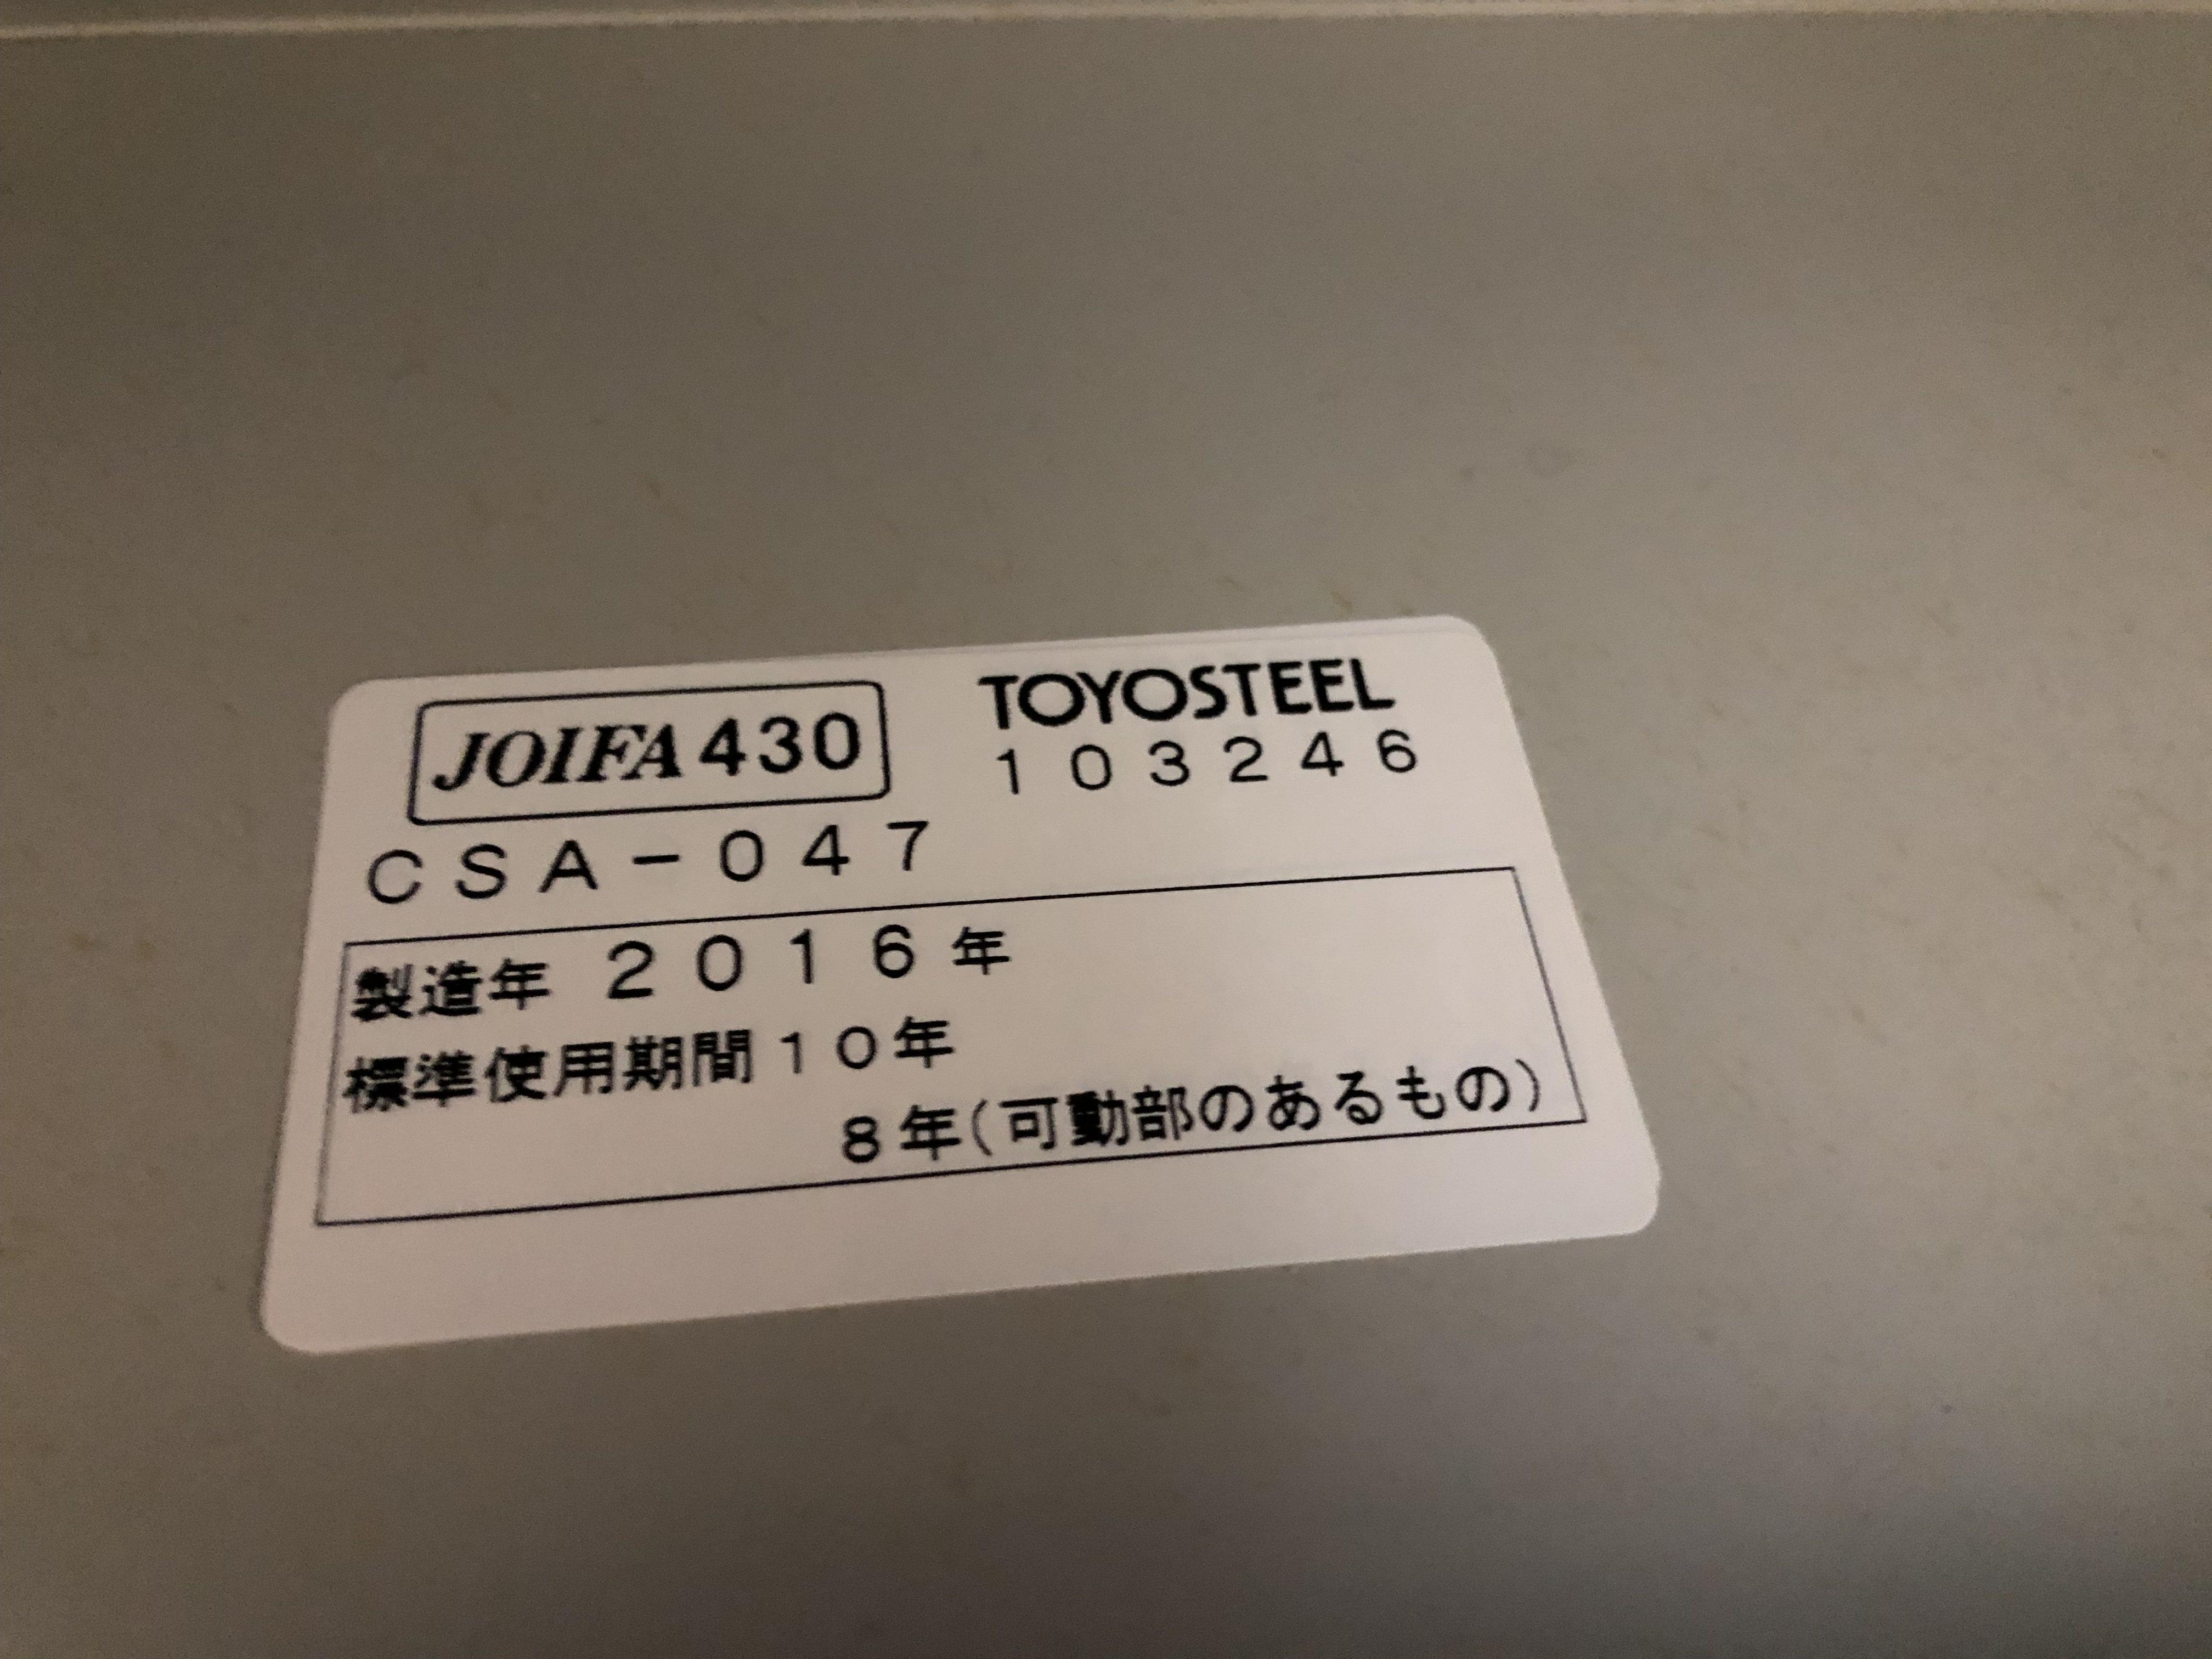 JOIFA430
TOYOSTEEL
103246
CSA-047
製造年 2016年
標準使用期間10年
8年(可動部のあるもの)